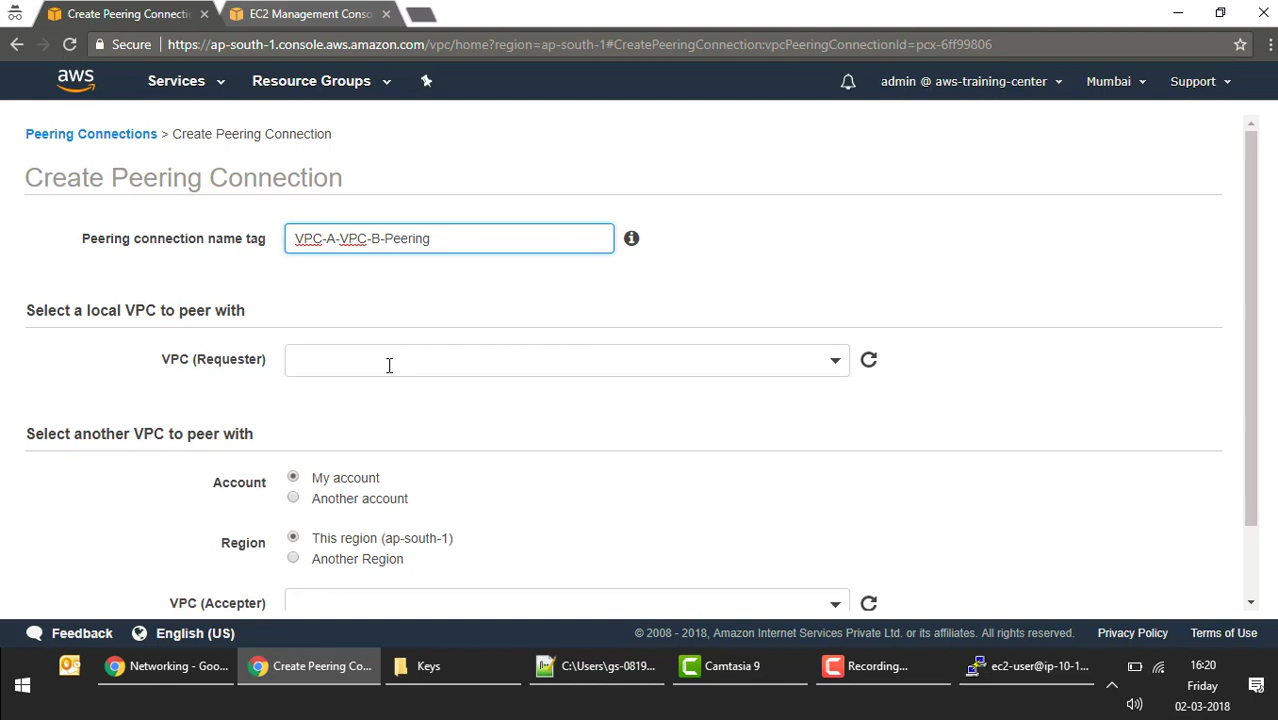 Create Peering Connectio
EC2 Management Conso
Secure
https://ap-south-1.console.aws.amazon.com/vpc/home?region=ap-south-1#CreatePeeringConnection:vpcPeeringConnectionId=pcx-6ff99806
aws
Services
Resource Groups
admin @ aws-training-center
Mumbai
Support
Peering Connections > Create Peering Connection
Create Peering Connection
Peering connection name tag
VPC-A-VPC-B-Peering
Select a local VPC to peer with
VPC (Requester)
Select another VPC to peer with
Account
My account
Another account
Region
This region (ap-south-1)
Another Region
VPC (Accepter)
Feedback
English (US)
© 2008 - 2018, Amazon Internet Services Private Ltd. or its affiliates. All rights reserved.
Privacy Policy
Terms of Use
Networking - Goo...
Create Peering Co...
Keys
C:\Users\gs-0819...
Camtasia 9
Recording...
ec2-user@ip-10-1...
16:20
Friday
02-03-2018